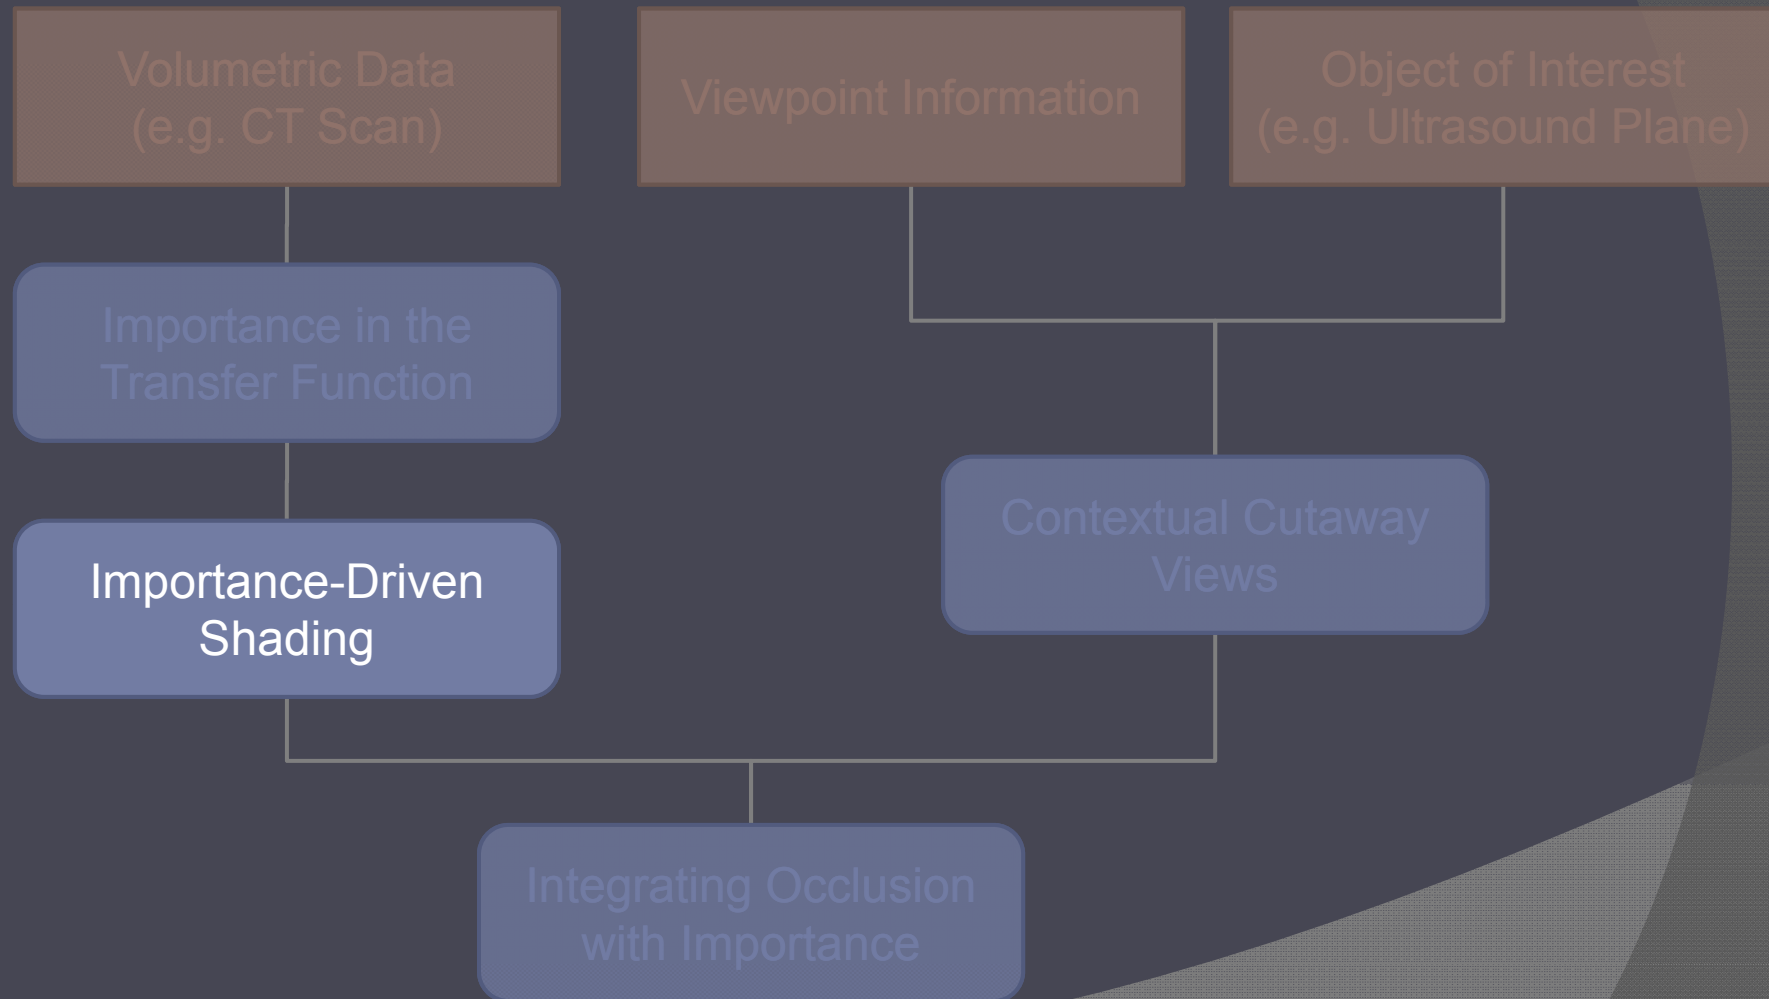 Volumetric Data
(e.g. CT Scan)
Viewpoint Information
Object of Interest
(e.g. Ultrasound Plane)
Importance in the
Transfer Function
Contextual Cutaway
Views
Importance-Driven
Shading
Integrating Occlusion
with Importance